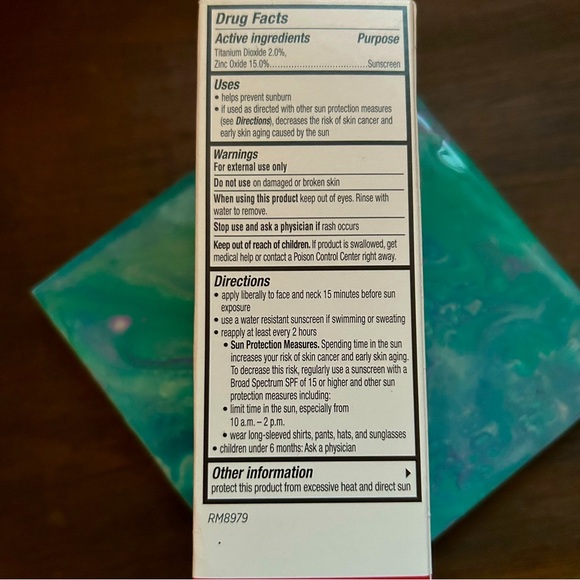 Drug Facts
Active ingredients Purpose
Titanium Dioxide 2.0%,
Zinc Oxide 15.0%........................................Sunscreen
Uses
• helps prevent sunburn
• if used as directed with other sun protection measures
(see Directions), decreases the risk of skin cancer and
early skin aging caused by the sun
Warnings
For external use only
Do not use on damaged or broken skin
When using this product keep out of eyes. Rinse with
water to remove.
Stop use and ask a physician if rash occurs
Keep out of reach of children. If product is swallowed, get
medical help or contact a Poison Control Center right away.
Directions
• apply liberally to face and neck 15 minutes before sun
exposure
• use a water resistant sunscreen if swimming or sweating
• reapply at least every 2 hours
• Sun Protection Measures. Spending time in the sun
increases your risk of skin cancer and early skin aging.
To decrease this risk, regularly use a sunscreen with a
Broad Spectrum SPF of 15 or higher and other sun
protection measures including:
• limit time in the sun, especially from
10 a.m. – 2 p.m.
• wear long-sleeved shirts, pants, hats, and sunglasses
• children under 6 months: Ask a physician
Other information
protect this product from excessive heat and direct sun
RM8979